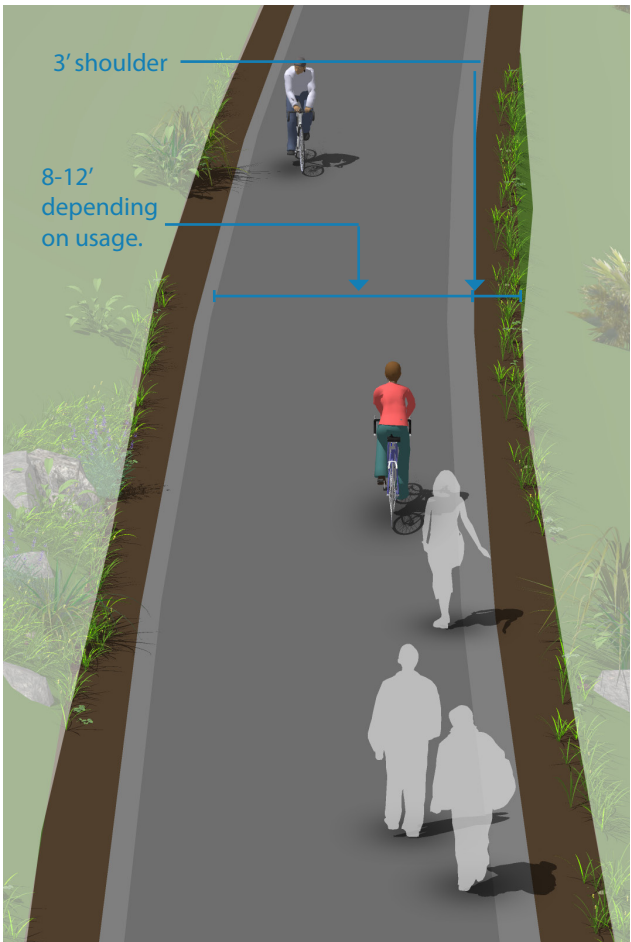 3’ shoulder
8-12’
depending
on usage.